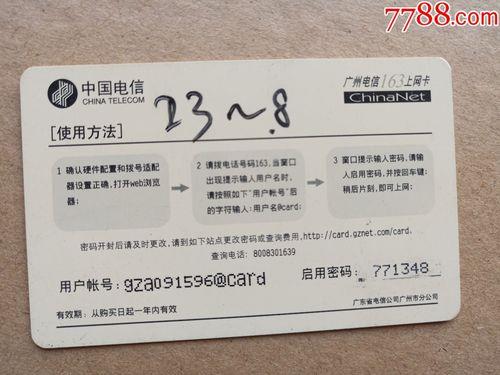 7788.com
中国电信
CHINA TELECOM
广州电信163上网卡
ChinaNet
23~.8
[使用方法]
1 确认硬件配置和拨号适配器设置正确,打开web浏览器;
2 请拨电话号码163,当窗口出现提示输入用户名时,请按照如下"用户帐号"后的字符输入:用户名@card;
3 窗口提示输入密码,请输入启用密码,并按回车键;稍后片刻,即可上网;
密码开封后请及时更改,请到如下站点更改密码或查询费用,http://card.gznet.com/card.
查询电话: 8008301639
用户帐号: gza091596@card
启用密码: 771348
有效期: 从购买日起一年内有效
广东省电信公司广州市分公司